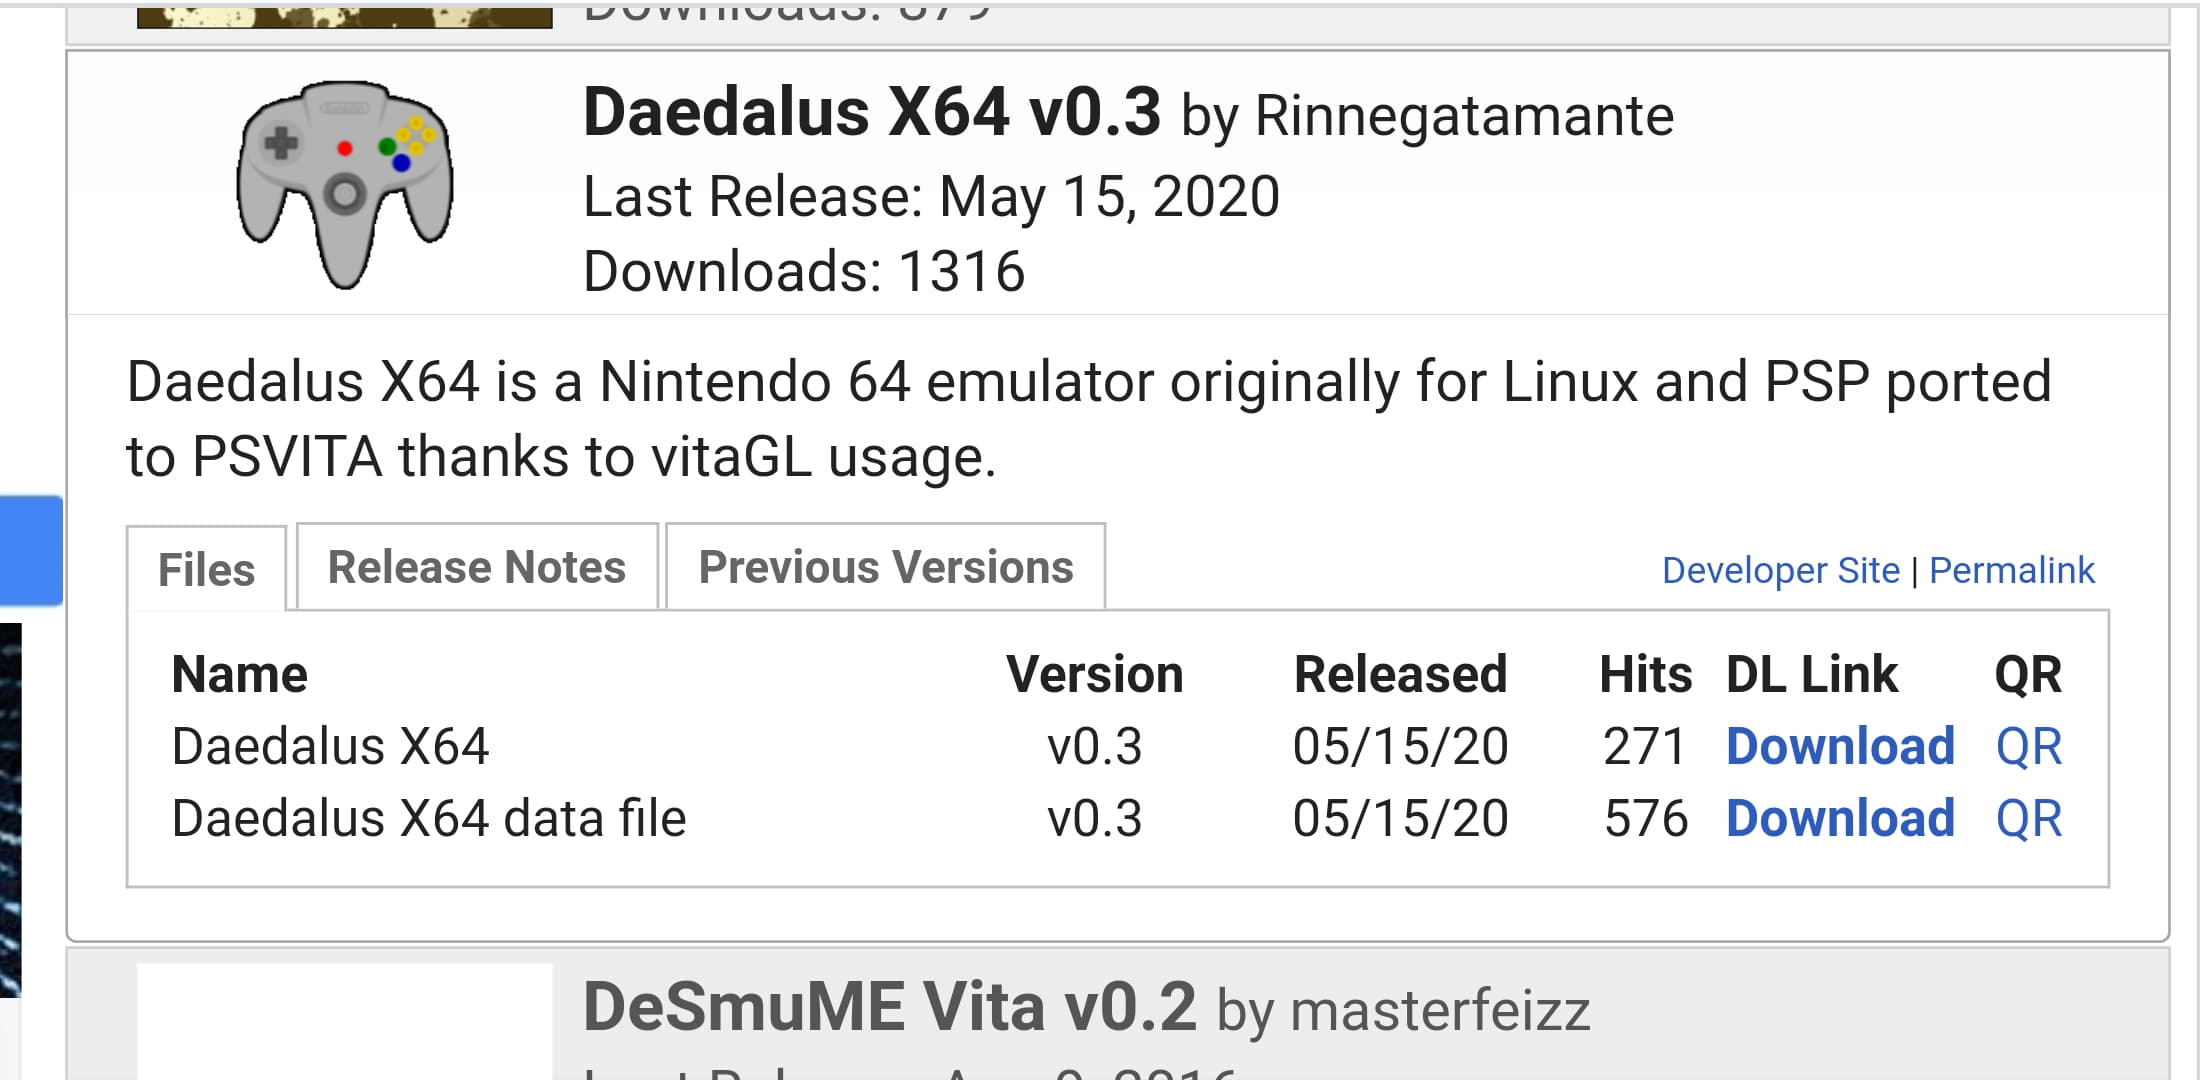 Downloads: 879
Daedalus X64 v0.3 by Rinnegatamante
Last Release: May 15, 2020
Downloads: 1316
Daedalus X64 is a Nintendo 64 emulator originally for Linux and PSP ported
to PSVITA thanks to vitaGL usage.
Files Release Notes Previous Versions Developer Site | Permalink
Name Version Released Hits DL Link QR
Daedalus X64 v0.3 05/15/20 271 Download QR
Daedalus X64 data file v0.3 05/15/20 576 Download QR
DeSmuME Vita v0.2 by masterfeizz